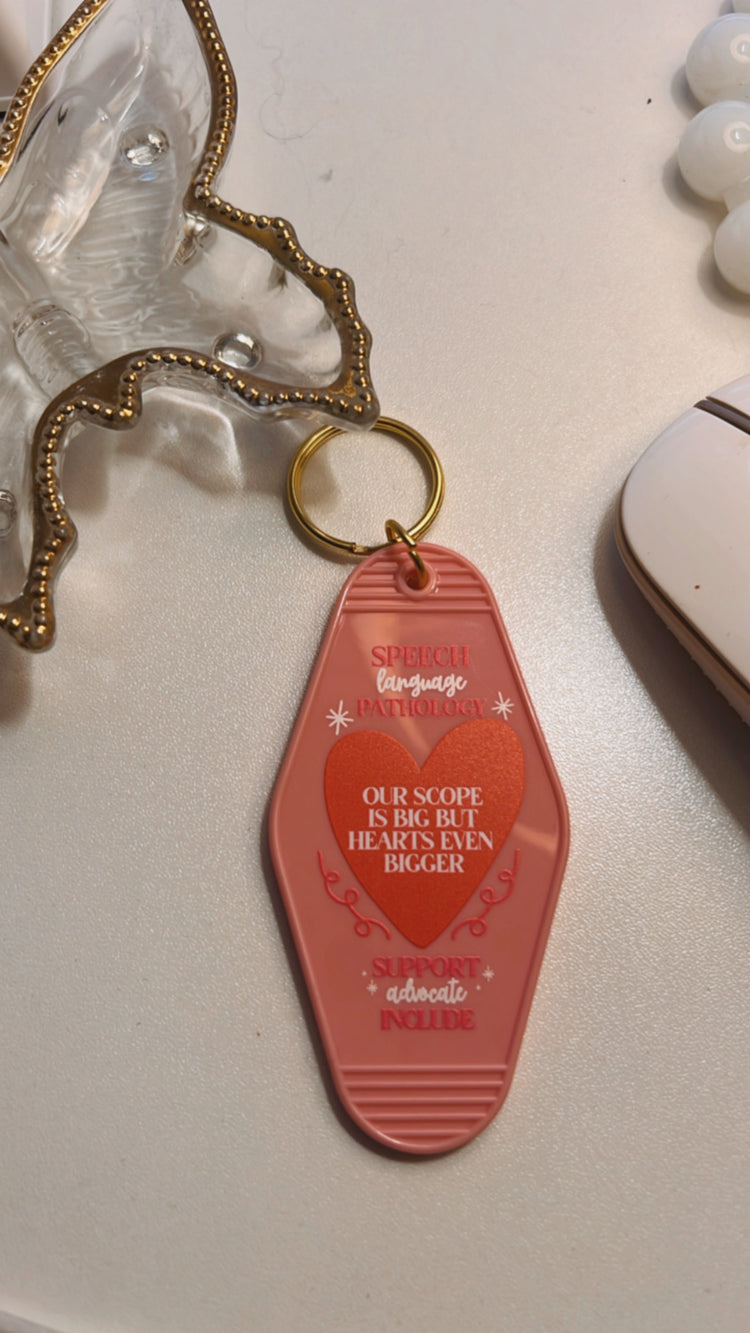 SPEECH
language
PATHOLOGY
OUR SCOPE
IS BIG BUT
HEARTS EVEN
BIGGER
SUPPORT
advocate
INCLUDE